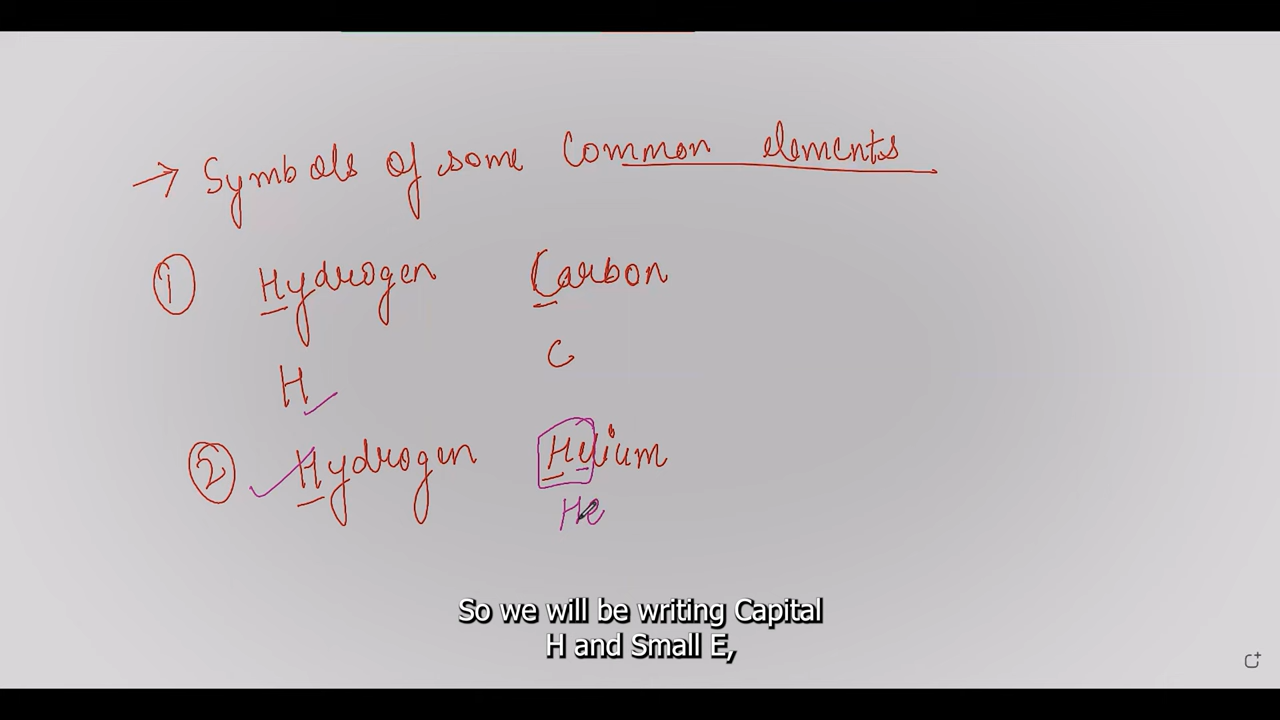 → Symbols of some Common elements
① Hydrogen Carbon
H C
② Hydrogen Helium
He
So we will be writing Capital
H and Small E,